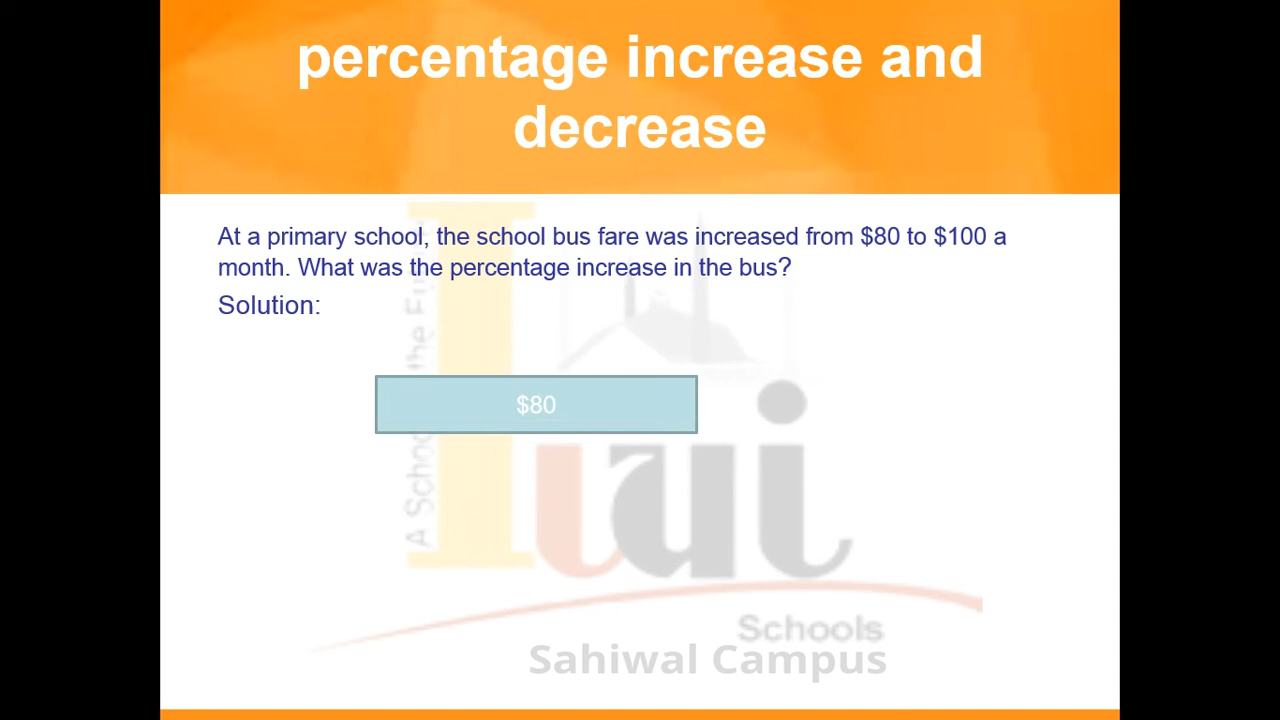 percentage increase and
decrease
At a primary school, the school bus fare was increased from $80 to $100 a
month. What was the percentage increase in the bus?
Solution:
$80
Iiui
Schools
Sahiwal Campus